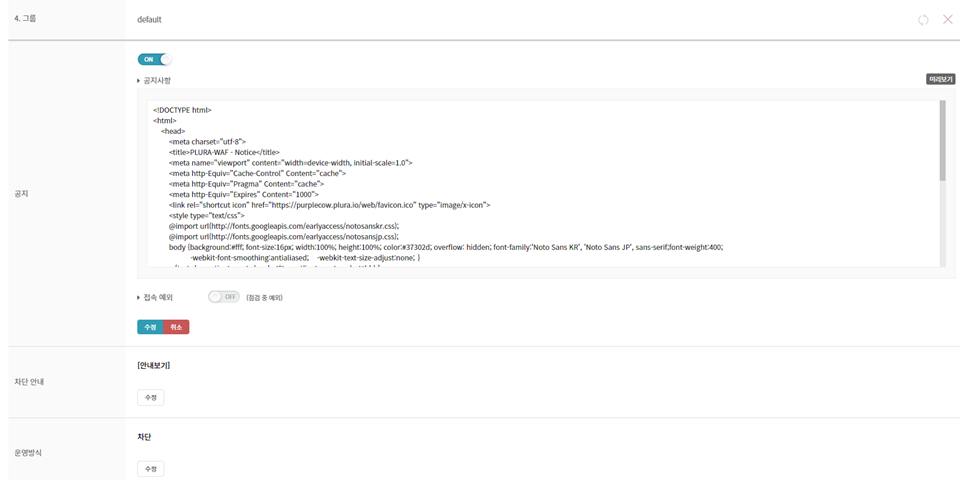 4. 그룹
default
ON
공지사항
미리보기
<!DOCTYPE html>
<html>
<head>
<meta charset="utf-8">
<title>PLURA-WAF - Notice</title>
<meta name="viewport" content="width=device-width, initial-scale=1.0">
<meta http-Equiv="Cache-Control" Content="cache">
<meta http-Equiv="Pragma" Content="cache">
<meta http-Equiv="Expires" Content="1000">
<link rel="shortcut icon" href="https://purplecow.plura.io/web/favicon.ico" type="image/x-icon">
<style type="text/css">
@import url(http://fonts.googleapis.com/earlyaccess/notosanskr.css);
@import url(http://fonts.googleapis.com/earlyaccess/notosansjp.css);
body {background:#fff; font-size:16px; width:100%; height:100%; color:#37302d; overflow: hidden; font-family:'Noto Sans KR', 'Noto Sans JP', sans-serif;font-weight:400;
-webkit-font-smoothing:antialiased; -webkit-text-size-adjust:none; }
공지
접속 예외
OFF
(점검 중 예외)
수정
취소
[안내보기]
차단 안내
수정
차단
운영방식
수정